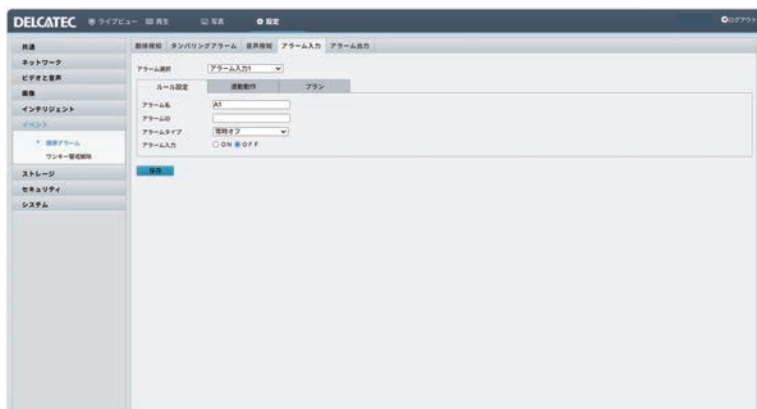 DELCATEC ライブビュー 再生 写真 設定 ログアウト
共通
ネットワーク
ビデオと音声
画像
インテリジェント
イベント
標準アラーム
ワンキー警戒解除
ストレージ
セキュリティ
システム
動体検知 タンパリングアラーム 音声検知 アラーム入力 アラーム出力
アラーム選択 アラーム入力1
ルール設定 連動動作 プラン
アラーム名 A1
アラームID
アラームタイプ 常時オフ
アラーム入力 ON OFF
保存